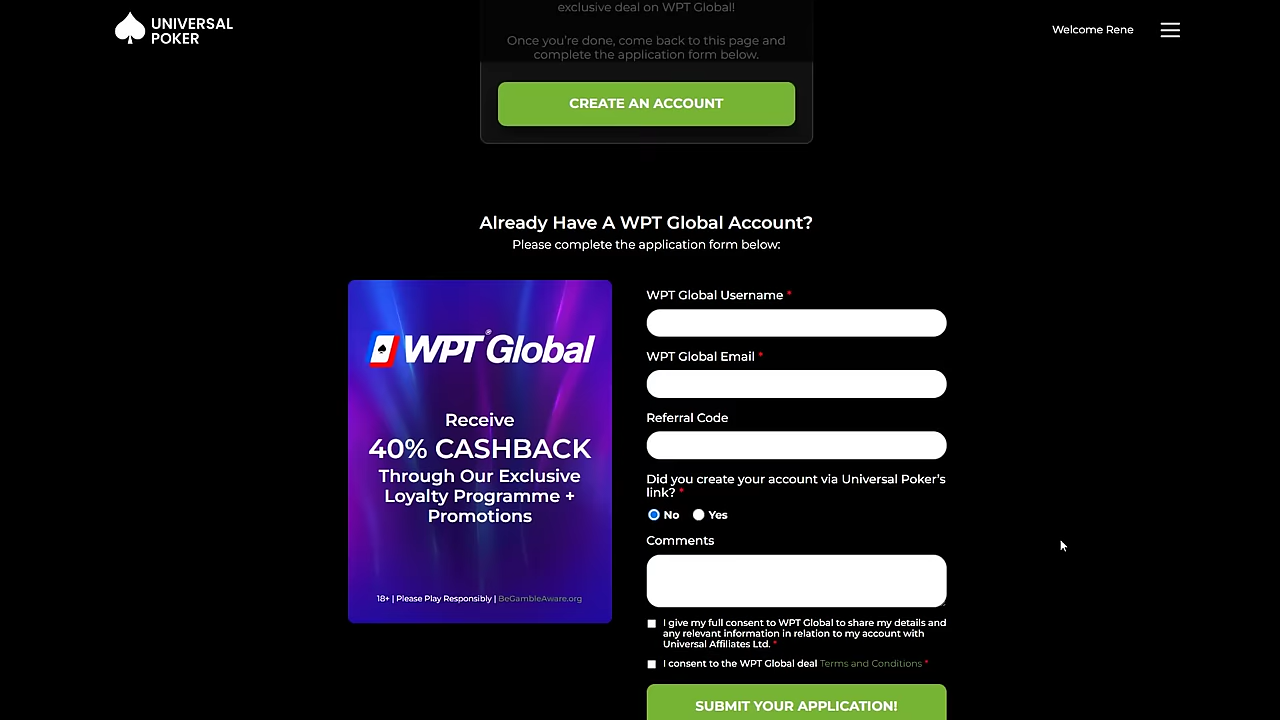 UNIVERSAL
POKER
Welcome Rene
exclusive deal on WPT Global!
Once you're done, come back to this page and
complete the application form below.
CREATE AN ACCOUNT
Already Have A WPT Global Account?
Please complete the application form below:
WPT® Global
Receive
40% CASHBACK
Through Our Exclusive
Loyalty Programme +
Promotions
18+ | Please Play Responsibly | BeGambleAware.org
WPT Global Username *
WPT Global Email *
Referral Code
Did you create your account via Universal Poker's
link? *
No Yes
Comments
I give my full consent to WPT Global to share my details and
any relevant information in relation to my account with
Universal Affiliates Ltd. *
I consent to the WPT Global deal Terms and Conditions *
SUBMIT YOUR APPLICATION!